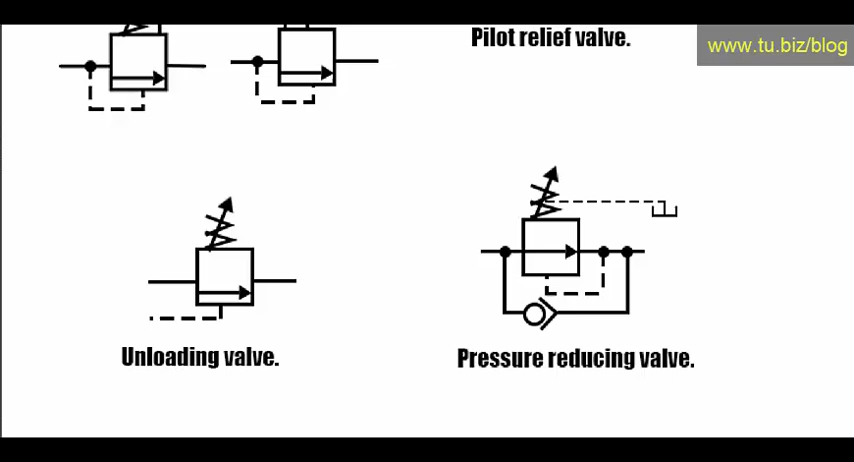 Pilot relief valve.
www.tu.biz/blog
Unloading valve.
Pressure reducing valve.